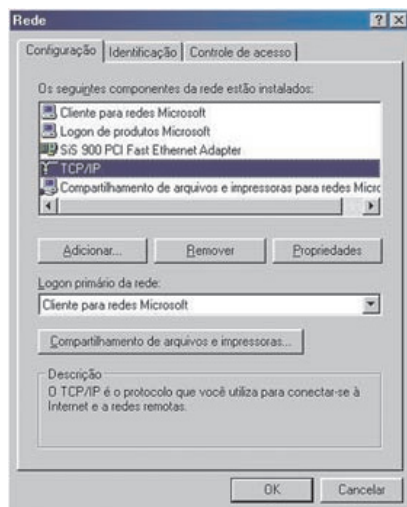 Rede
Configuração Identificação Controle de acesso
Os seguintes componentes da rede estão instalados:
Cliente para redes Microsoft
Logon de produtos Microsoft
SiS 900 PCI Fast Ethernet Adapter
TCP/IP
Compartilhamento de arquivos e impressoras para redes Micro
Adicionar... Remover Propriedades
Logon primário da rede:
Cliente para redes Microsoft
Compartilhamento de arquivos e impressoras...
Descrição
O TCP/IP é o protocolo que você utiliza para conectar-se à
Internet e a redes remotas.
OK Cancelar